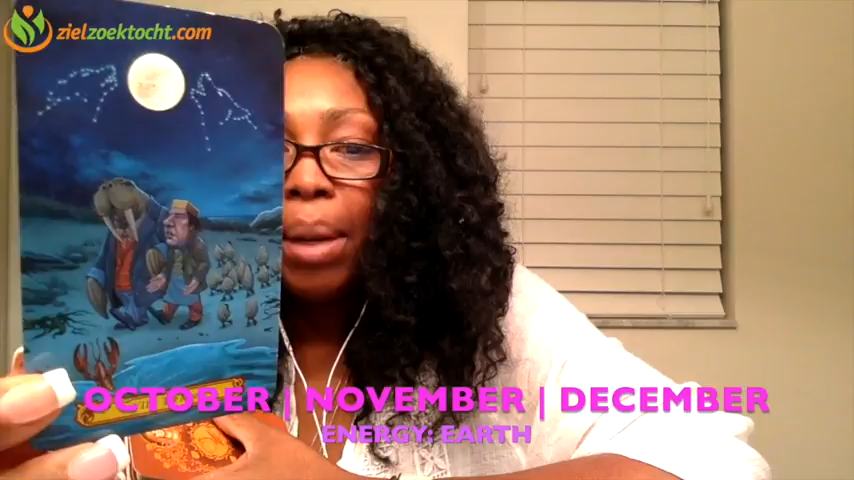 zielzoektocht.com
OCTOBER | NOVEMBER | DECEMBER
ENERGY: EARTH